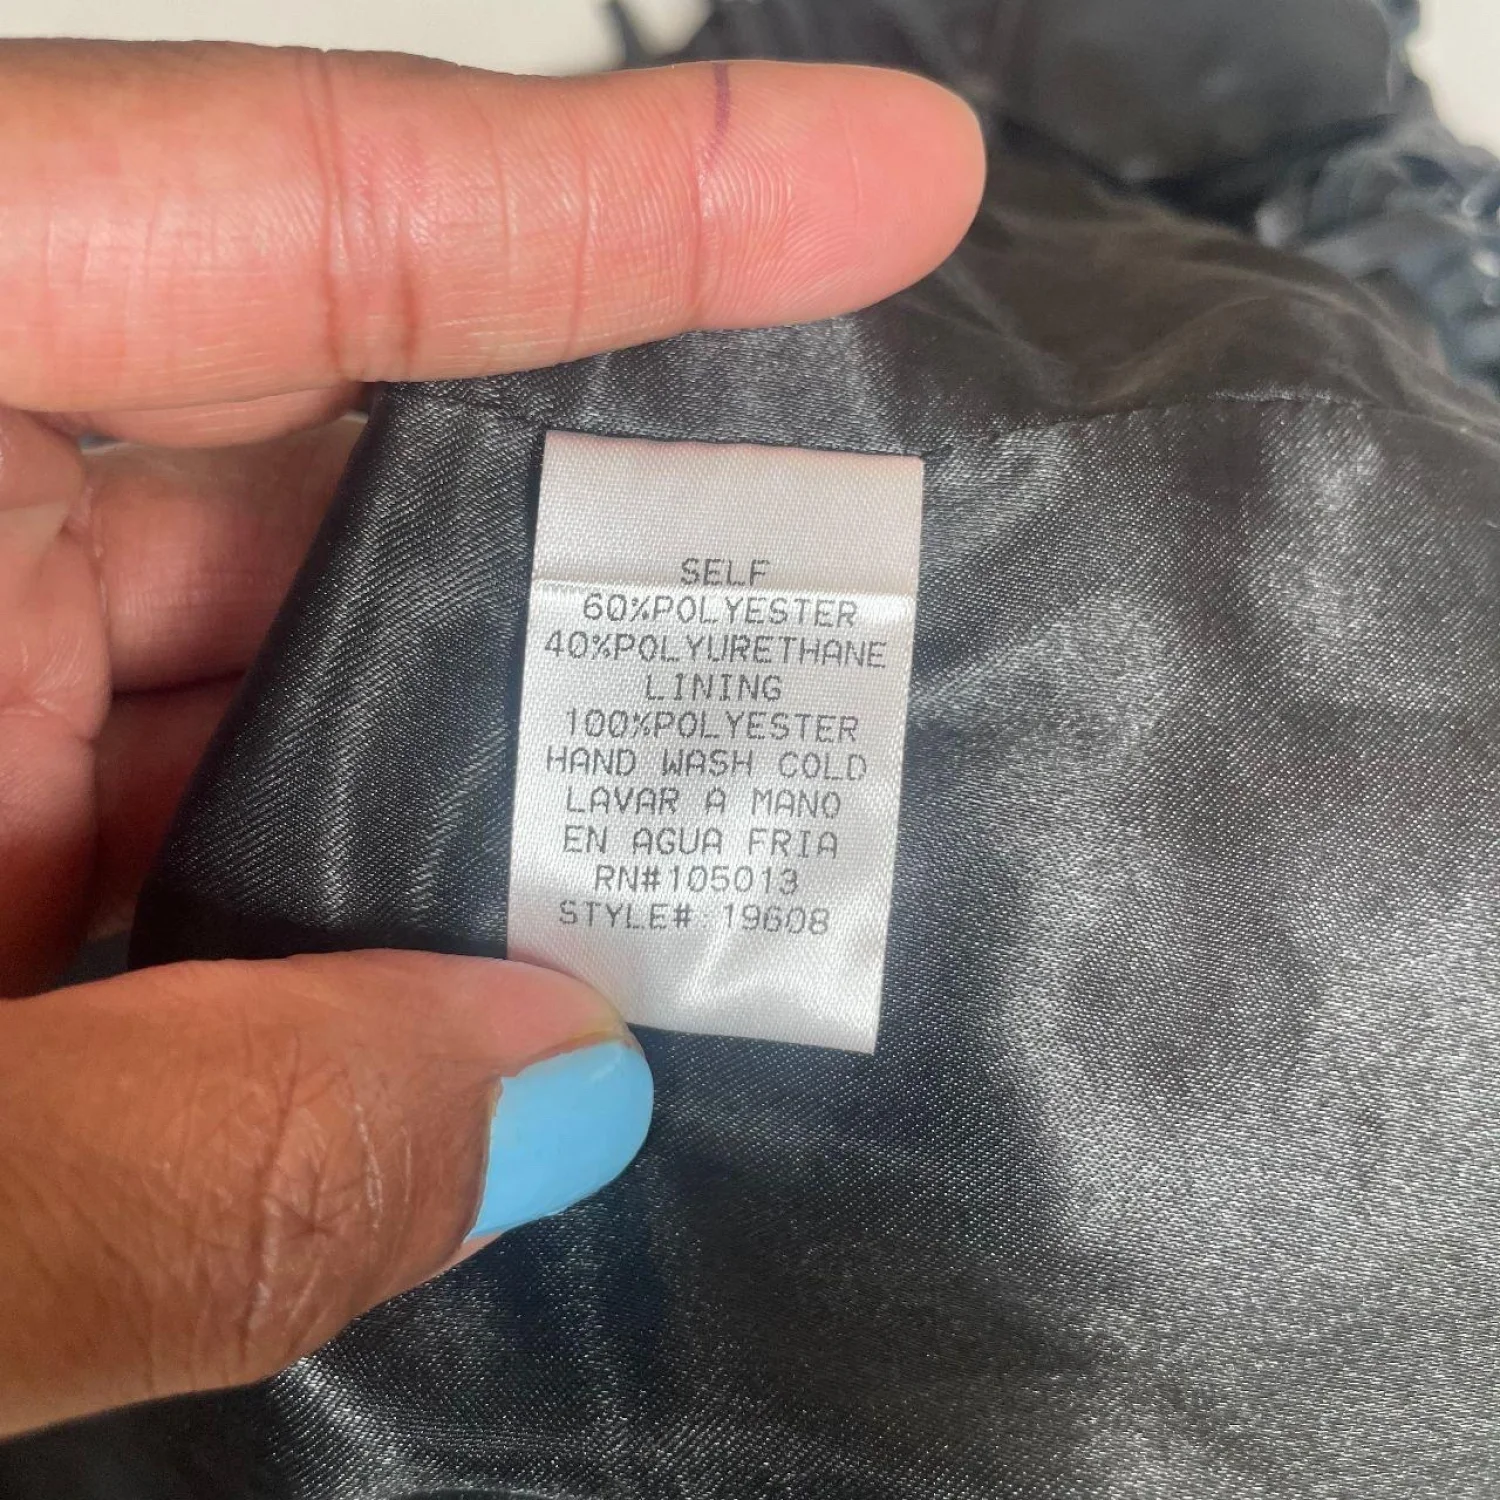 SELF
60%POLYESTER
40%POLYURETHANE
LINING
100%POLYESTER
HAND WASH COLD
LAVAR A MANO
EN AGUA FRIA
RN#105013
STYLE# 19608